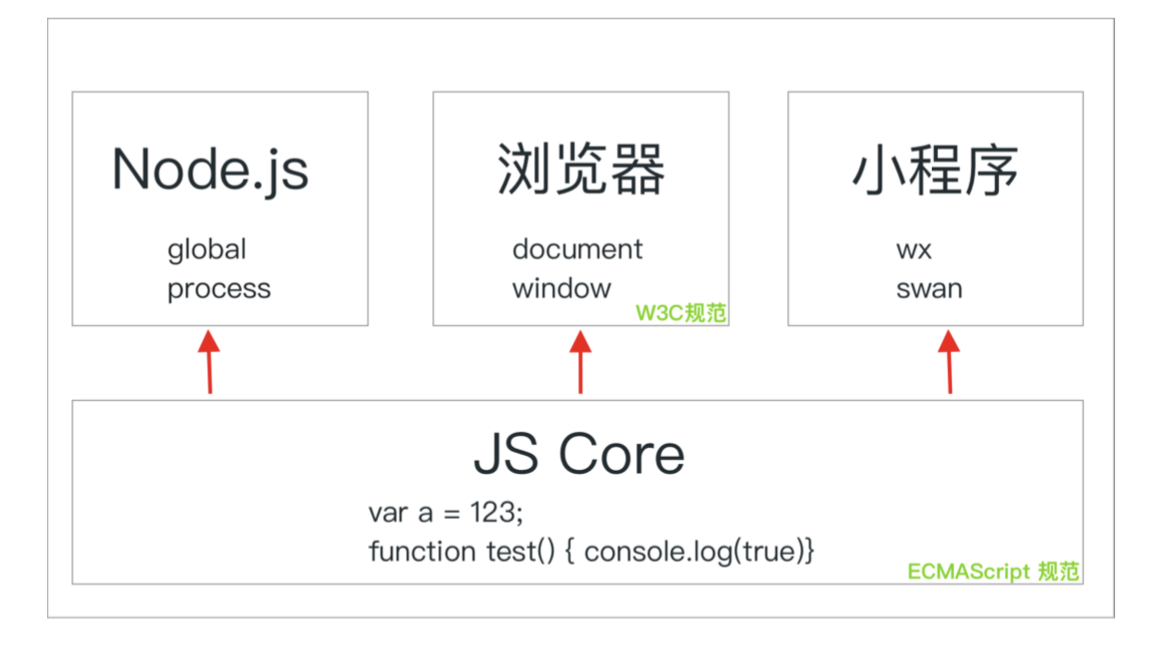 Node.js
global
process
浏览器
document
window
W3C规范
小程序
wx
swan
JS Core
var a = 123;
function test() { console.log(true)}
ECMAScript 规范